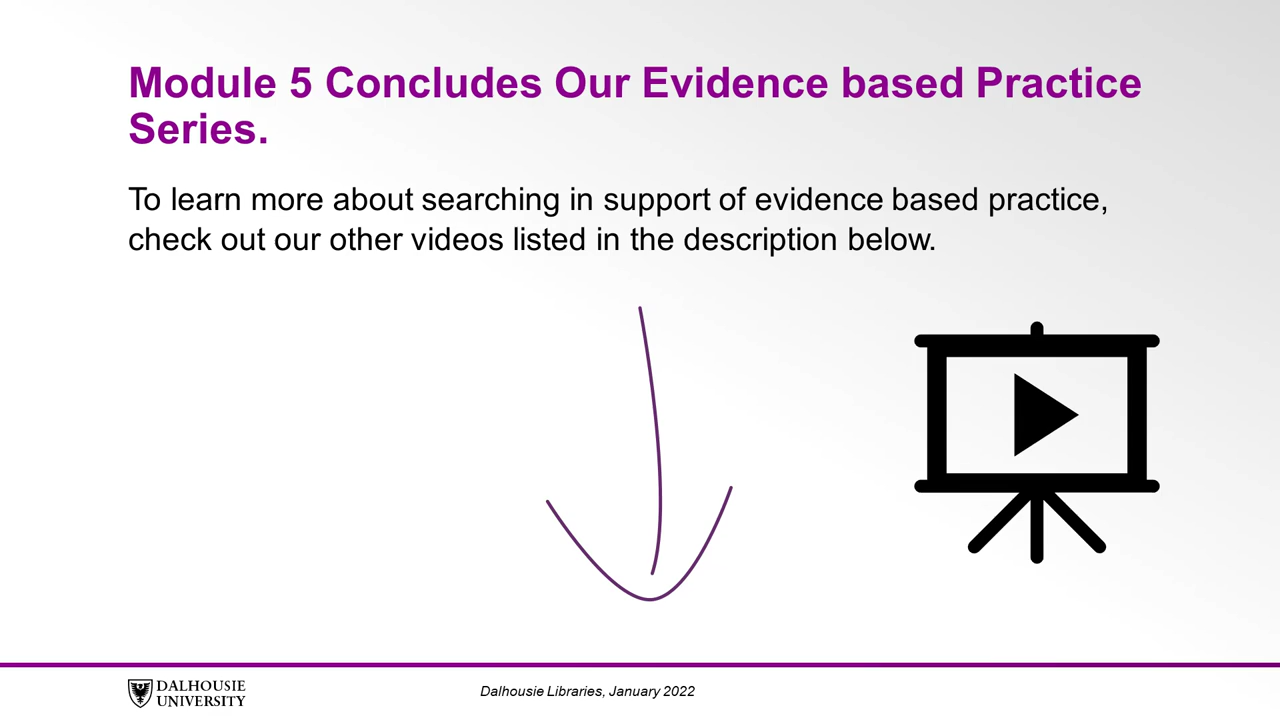 Module 5 Concludes Our Evidence based Practice
Series.
To learn more about searching in support of evidence based practice,
check out our other videos listed in the description below.
DALHOUSIE
UNIVERSITY
Dalhousie Libraries, January 2022